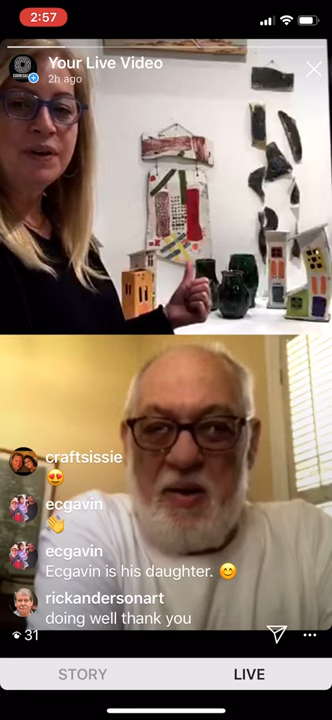 2:57
Your Live Video
2h ago
craftsissie
😍
ecgavin
👋
ecgavin
Ecgavin is his daughter. 😊
rickandersonart
doing well thank you
31
STORY
LIVE